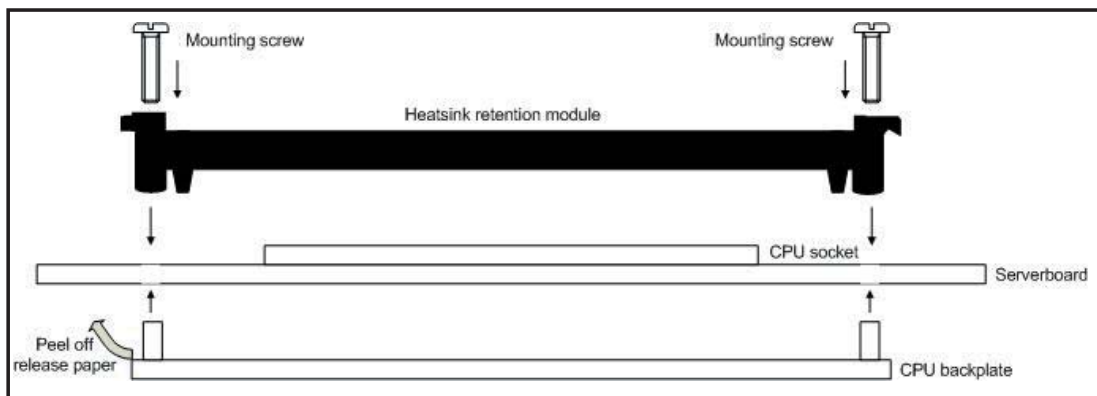 Mounting screw
Mounting screw
Heatsink retention module
CPU socket
Serverboard
Peel off
release paper
CPU backplate